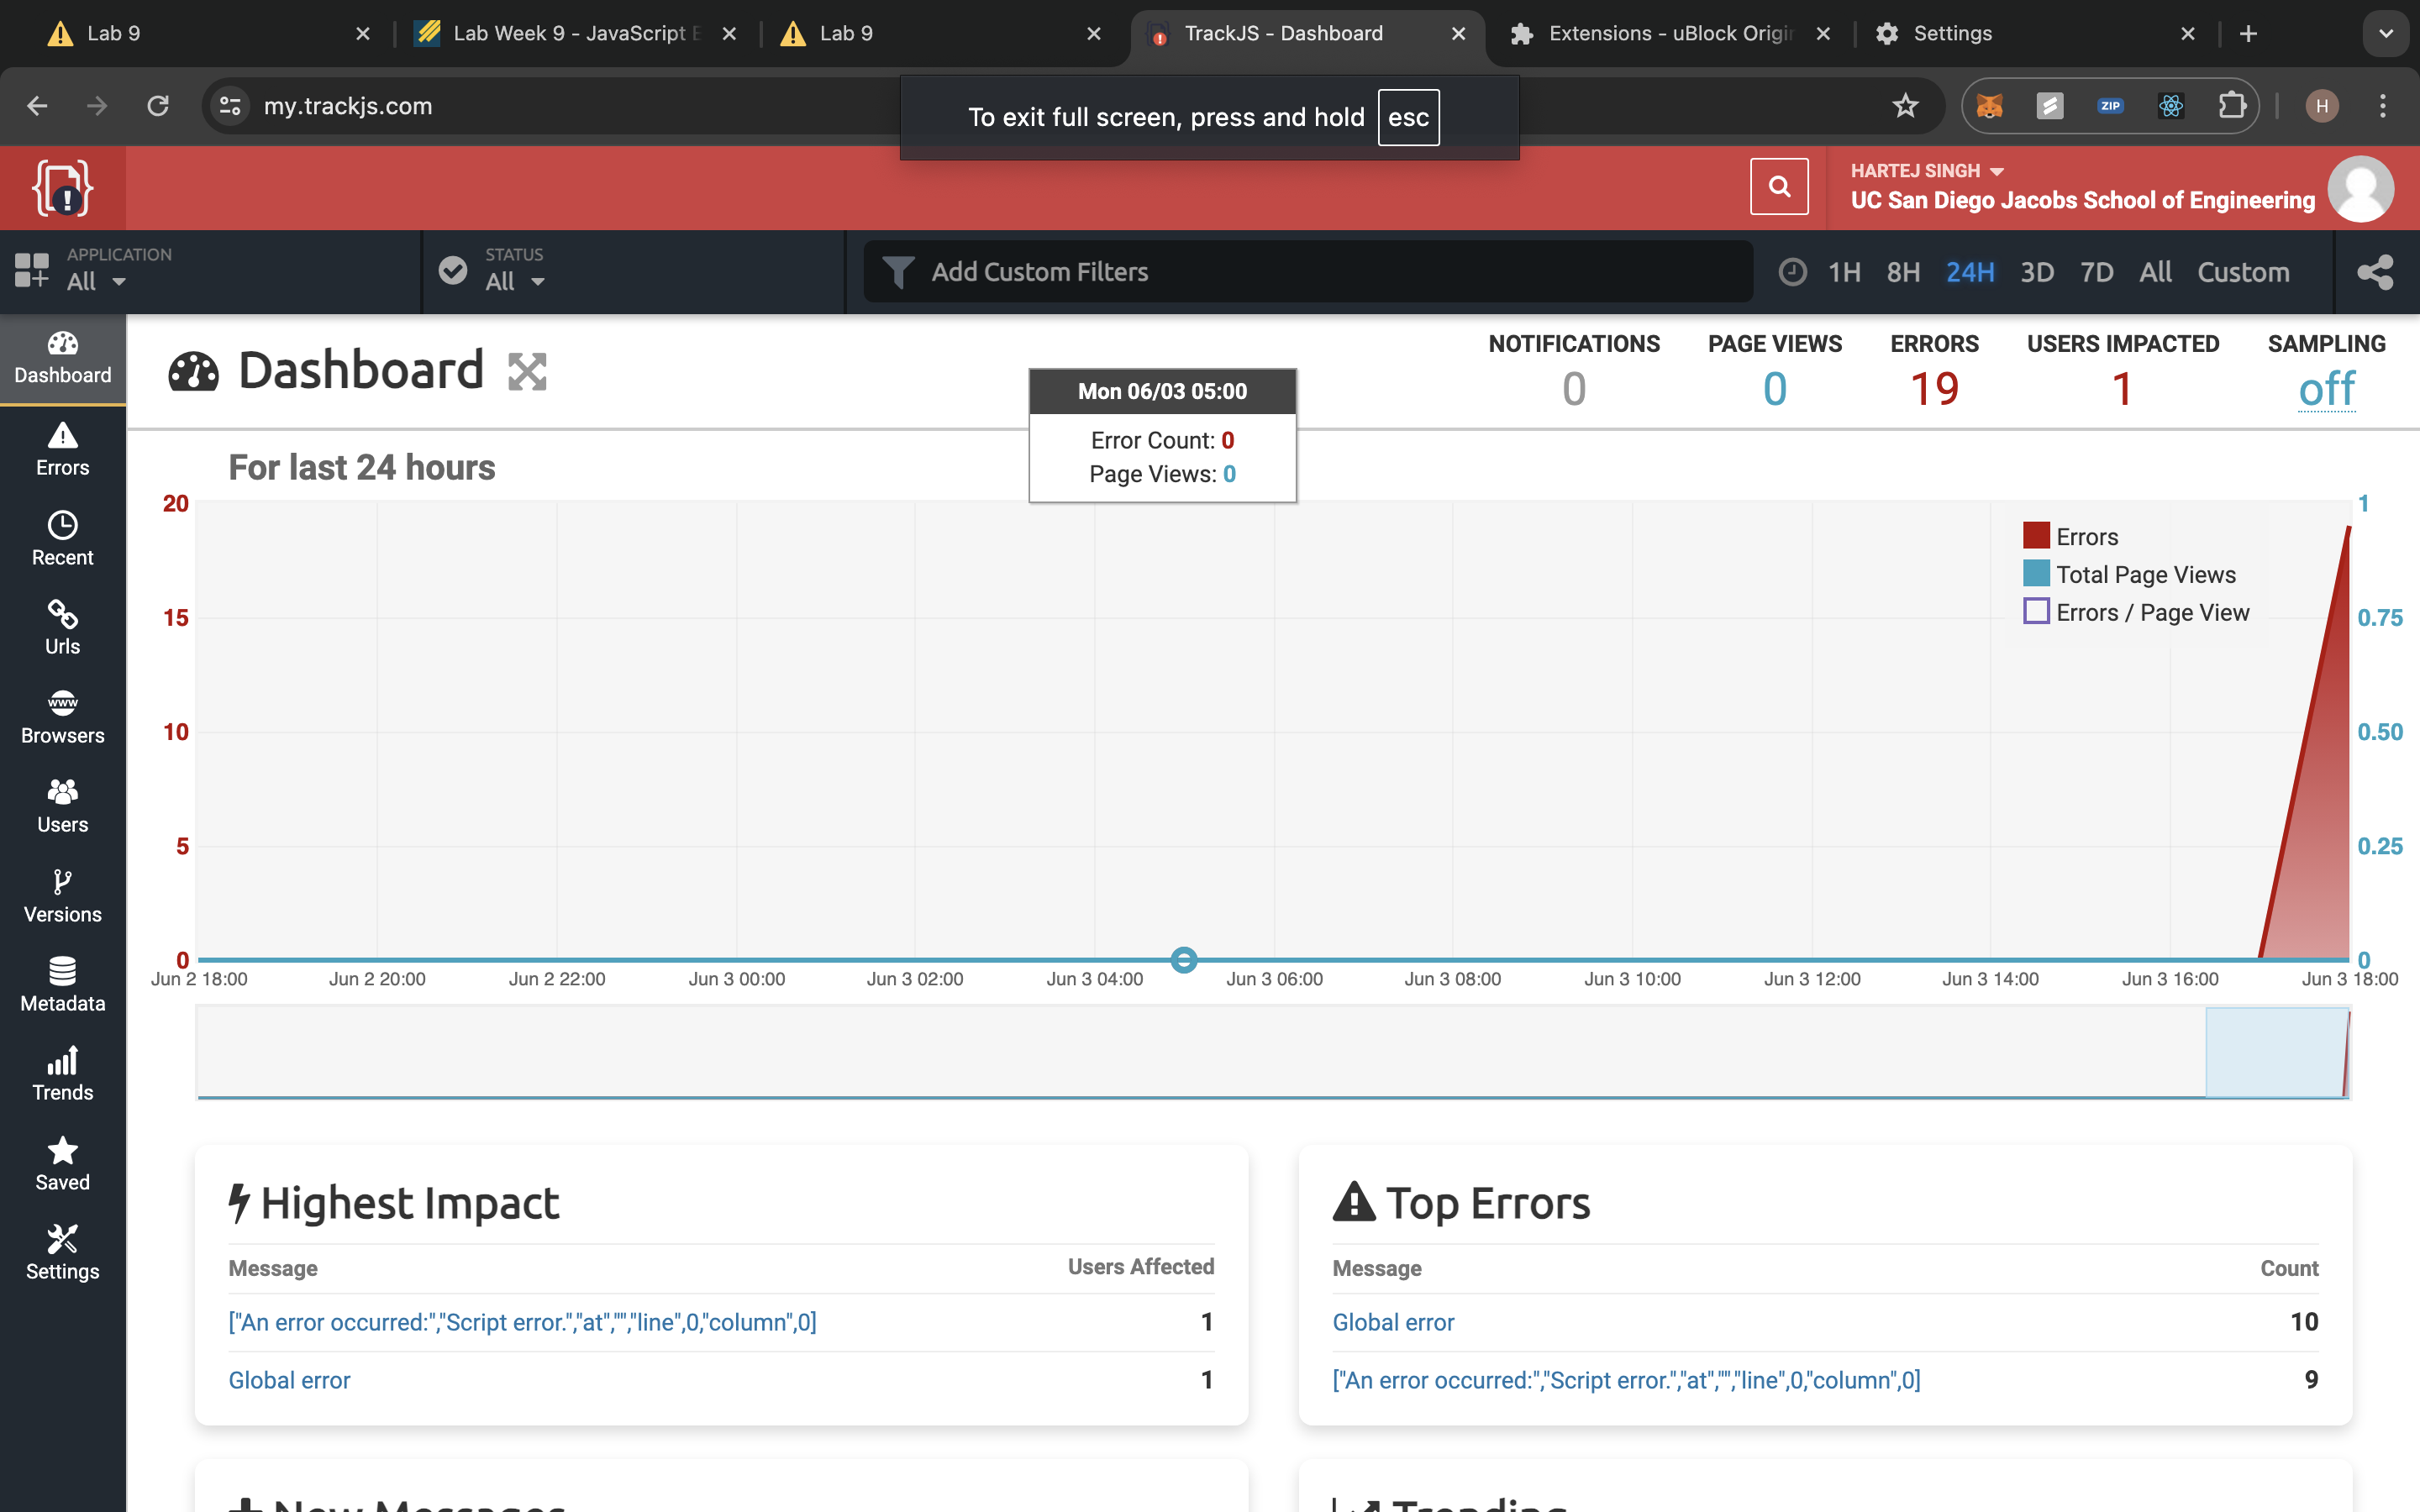 Lab 9
Lab Week 9 - JavaScript E
Lab 9
TrackJS - Dashboard
Extensions - uBlock Origin
Settings
my.trackjs.com
To exit full screen, press and hold esc
ZIP
H
HARTEJ SINGH
UC San Diego Jacobs School of Engineering
APPLICATION
All
STATUS
All
Add Custom Filters
1H 8H 24H 3D 7D All Custom
Dashboard
Errors
Recent
Urls
www
Browsers
Users
Versions
Metadata
Trends
Saved
Settings
Dashboard
NOTIFICATIONS
0
PAGE VIEWS
0
ERRORS
19
USERS IMPACTED
1
SAMPLING
off
Mon 06/03 05:00
Error Count: 0
Page Views: 0
For last 24 hours
20
15
10
5
0
1
0.75
0.50
0.25
0
Errors
Total Page Views
Errors / Page View
Jun 2 18:00 Jun 2 20:00 Jun 2 22:00 Jun 3 00:00 Jun 3 02:00 Jun 3 04:00 Jun 3 06:00 Jun 3 08:00 Jun 3 10:00 Jun 3 12:00 Jun 3 14:00 Jun 3 16:00 Jun 3 18:00
Highest Impact
Message Users Affected
["An error occurred:","Script error.","at","","line",0,"column",0] 1
Global error 1
Top Errors
Message Count
Global error 10
["An error occurred:","Script error.","at","","line",0,"column",0] 9
New Messages
Trending